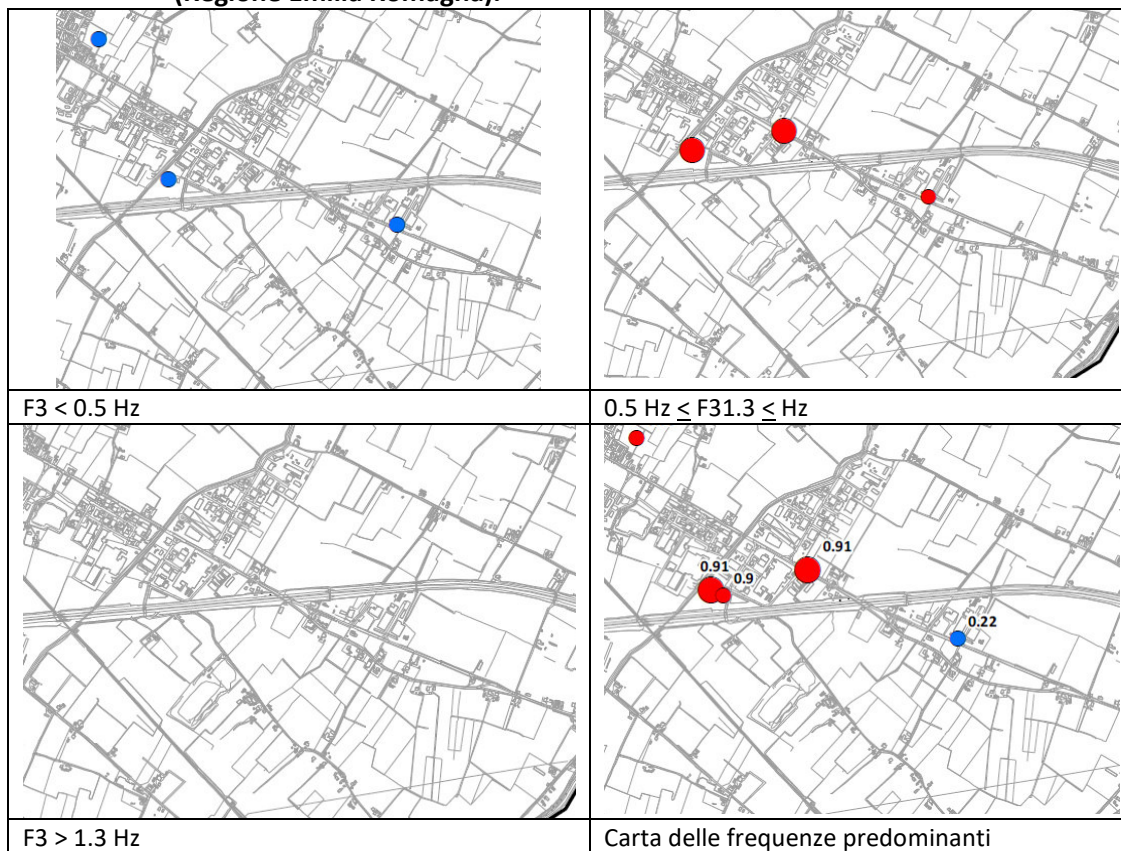 (Regione Emilia Romagna).
F3 < 0.5 Hz
0.5 Hz < F31.3 < Hz
0.91
0.91
0.9
0.22
F3 > 1.3 Hz
Carta delle frequenze predominanti